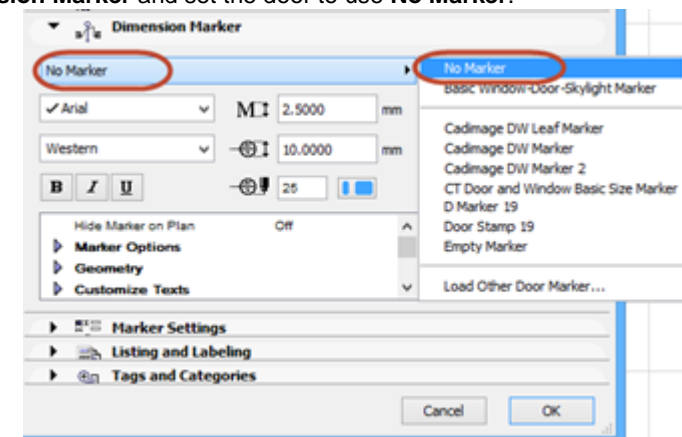 sion Marker and set the door to use No Marker.
Dimension Marker
No Marker
No Marker
Basic Window-Door-Skylight Marker
Arial
2.5000 mm
Cadimage DW Leaf Marker
Western
10.0000 mm
Cadimage DW Marker
Cadimage DW Marker 2
B I U
25
CT Door and Window Basic Size Marker
D Marker 19
Hide Marker on Plan Off
Door Stamp 19
Marker Options
Empty Marker
Geometry
Customize Texts
Load Other Door Marker...
Marker Settings
Listing and Labeling
Tags and Categories
Cancel OK